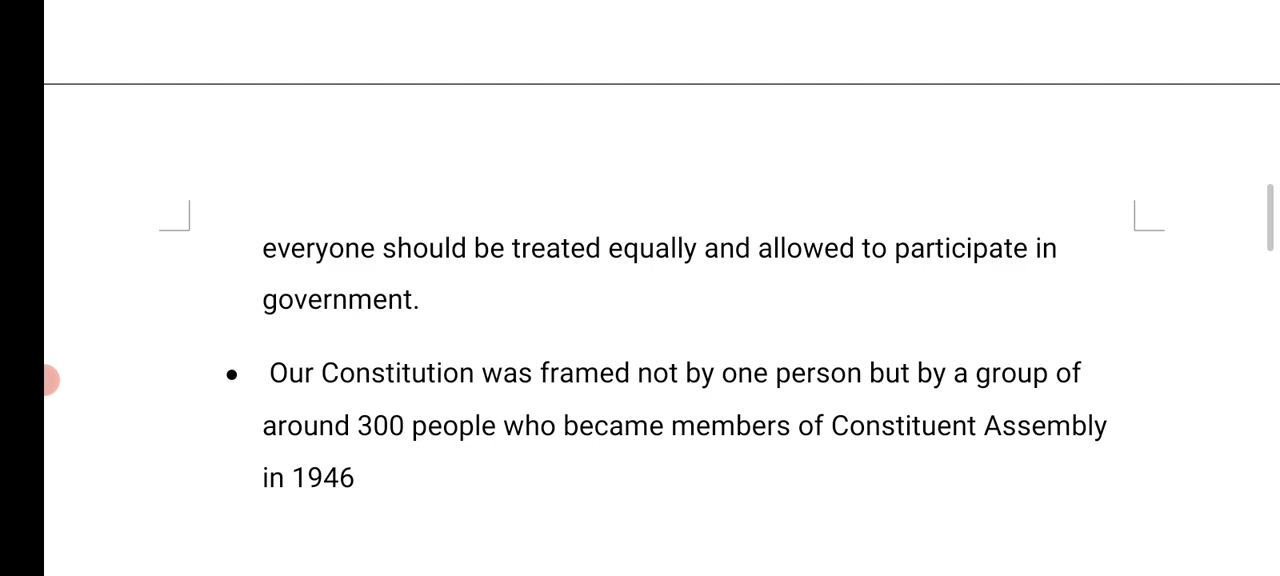 everyone should be treated equally and allowed to participate in
government.
● Our Constitution was framed not by one person but by a group of
around 300 people who became members of Constituent Assembly
in 1946